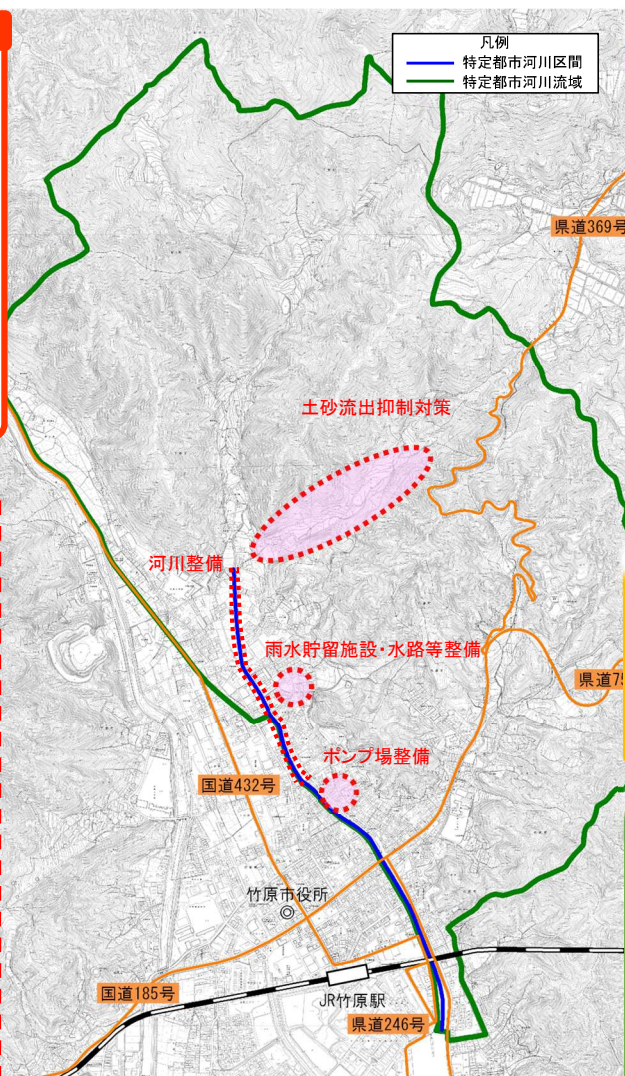 凡例
特定都市河川区間
特定都市河川流域
県道369号
土砂流出抑制対策
河川整備
雨水貯留施設・水路等整備
県道75
ポンプ場整備
国道432号
竹原市役所
国道185号
JR竹原駅
県道246号